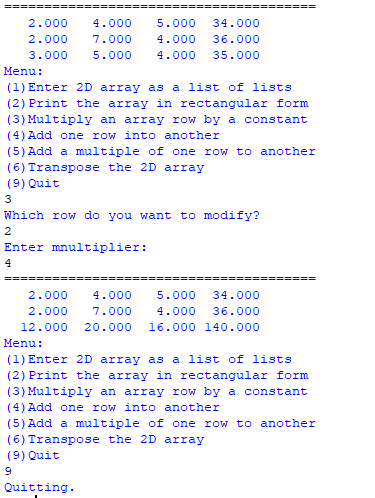 =======================================
2.000 4.000 5.000 34.000
2.000 7.000 4.000 36.000
3.000 5.000 4.000 35.000
Menu:
(1)Enter 2D array as a list of lists
(2)Print the array in rectangular form
(3)Multiply an array row by a constant
(4)Add one row into another
(5)Add a multiple of one row to another
(6)Transpose the 2D array
(9)Quit
3
Which row do you want to modify?
2
Enter mnultiplier:
4
=======================================
2.000 4.000 5.000 34.000
2.000 7.000 4.000 36.000
12.000 20.000 16.000 140.000
Menu:
(1)Enter 2D array as a list of lists
(2)Print the array in rectangular form
(3)Multiply an array row by a constant
(4)Add one row into another
(5)Add a multiple of one row to another
(6)Transpose the 2D array
(9)Quit
9
Quitting.